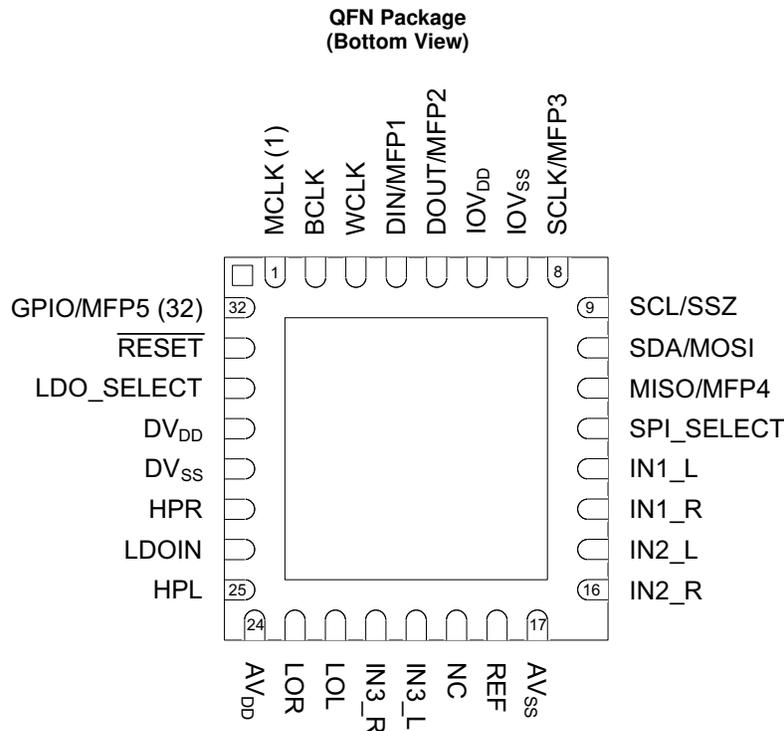 QFN Package
(Bottom View)
MCLK (1)
BCLK
WCLK
DIN/MFP1
DOUT/MFP2
IOVDD
IOVSS
SCLK/MFP3
1
8
GPIO/MFP5 (32)
32
9
SCL/SSZ
RESET
SDA/MOSI
LDO_SELECT
MISO/MFP4
DVDD
SPI_SELECT
DVSS
IN1_L
HPR
IN1_R
LDOIN
IN2_L
HPL
25
16
IN2_R
24
17
AVDD
LOR
LOL
IN3_R
IN3_L
NC
REF
AVSS